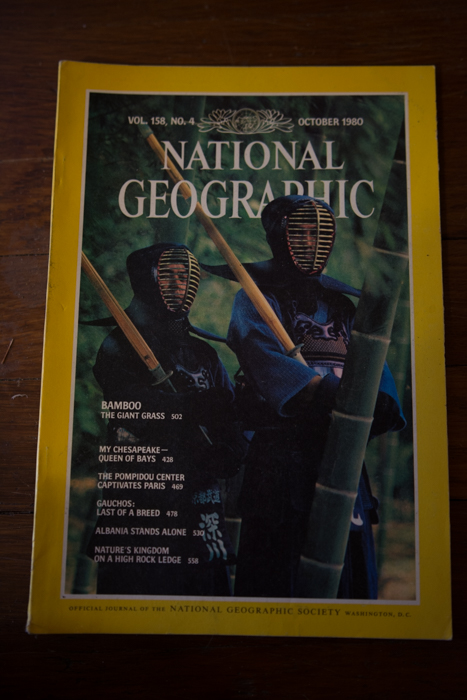 VOL. 158, NO. 4 OCTOBER 1980
NATIONAL
GEOGRAPHIC
BAMBOO
THE GIANT GRASS 502
MY CHESAPEAKE—
QUEEN OF BAYS 428
THE POMPIDOU CENTER
CAPTIVATES PARIS 469
GAUCHOS:
LAST OF A BREED 478
ALBANIA STANDS ALONE 530
NATURE'S KINGDOM
ON A HIGH ROCK LEDGE 558
深川
OFFICIAL JOURNAL OF THE NATIONAL GEOGRAPHIC SOCIETY WASHINGTON, D.C.